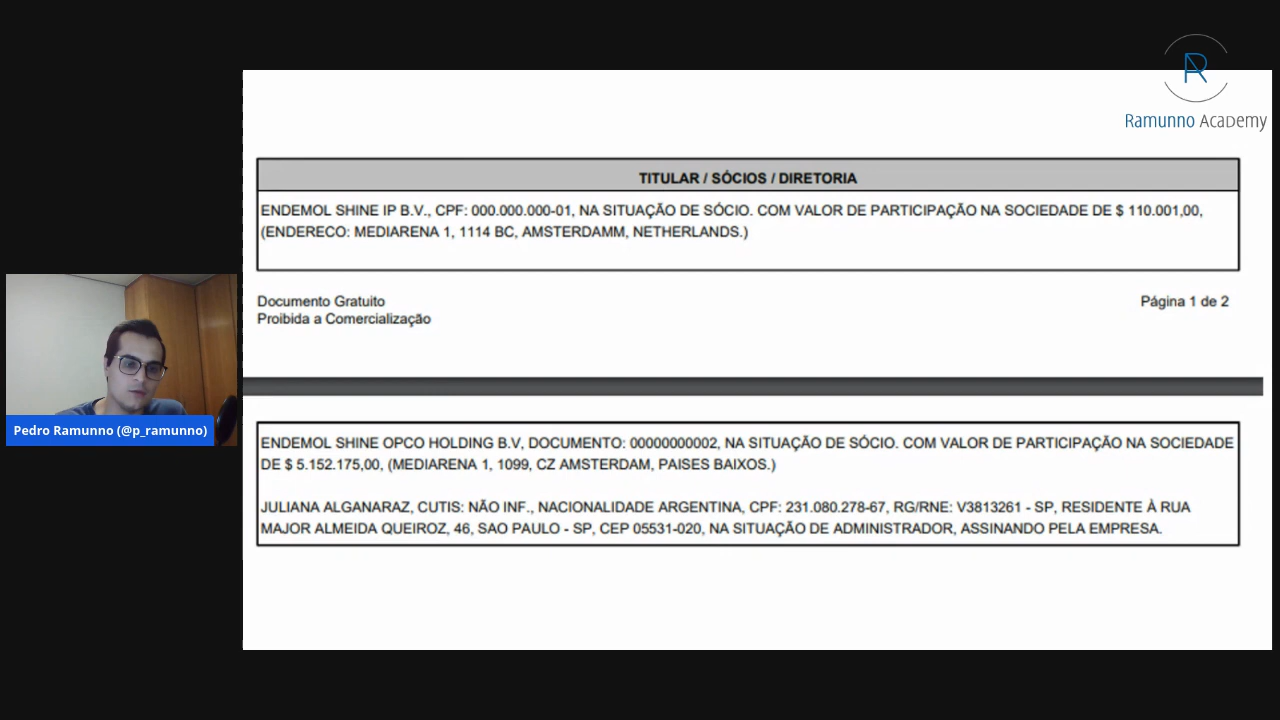 Ramunno Academy
TITULAR / SÓCIOS / DIRETORIA
ENDEMOL SHINE IP B.V., CPF: 000.000.000-01, NA SITUAÇÃO DE SÓCIO. COM VALOR DE PARTICIPAÇÃO NA SOCIEDADE DE $ 110.001,00,
(ENDERECO: MEDIARENA 1, 1114 BC, AMSTERDAMM, NETHERLANDS.)
Documento Gratuito
Proibida a Comercialização
Página 1 de 2
ENDEMOL SHINE OPCO HOLDING B.V, DOCUMENTO: 00000000002, NA SITUAÇÃO DE SÓCIO. COM VALOR DE PARTICIPAÇÃO NA SOCIEDADE
DE $ 5.152.175,00, (MEDIARENA 1, 1099, CZ AMSTERDAM, PAISES BAIXOS.)
JULIANA ALGANARAZ, CUTIS: NÃO INF., NACIONALIDADE ARGENTINA, CPF: 231.080.278-67, RG/RNE: V3813261 - SP, RESIDENTE À RUA
MAJOR ALMEIDA QUEIROZ, 46, SAO PAULO - SP, CEP 05531-020, NA SITUAÇÃO DE ADMINISTRADOR, ASSINANDO PELA EMPRESA.
Pedro Ramunno (@p_ramunno)